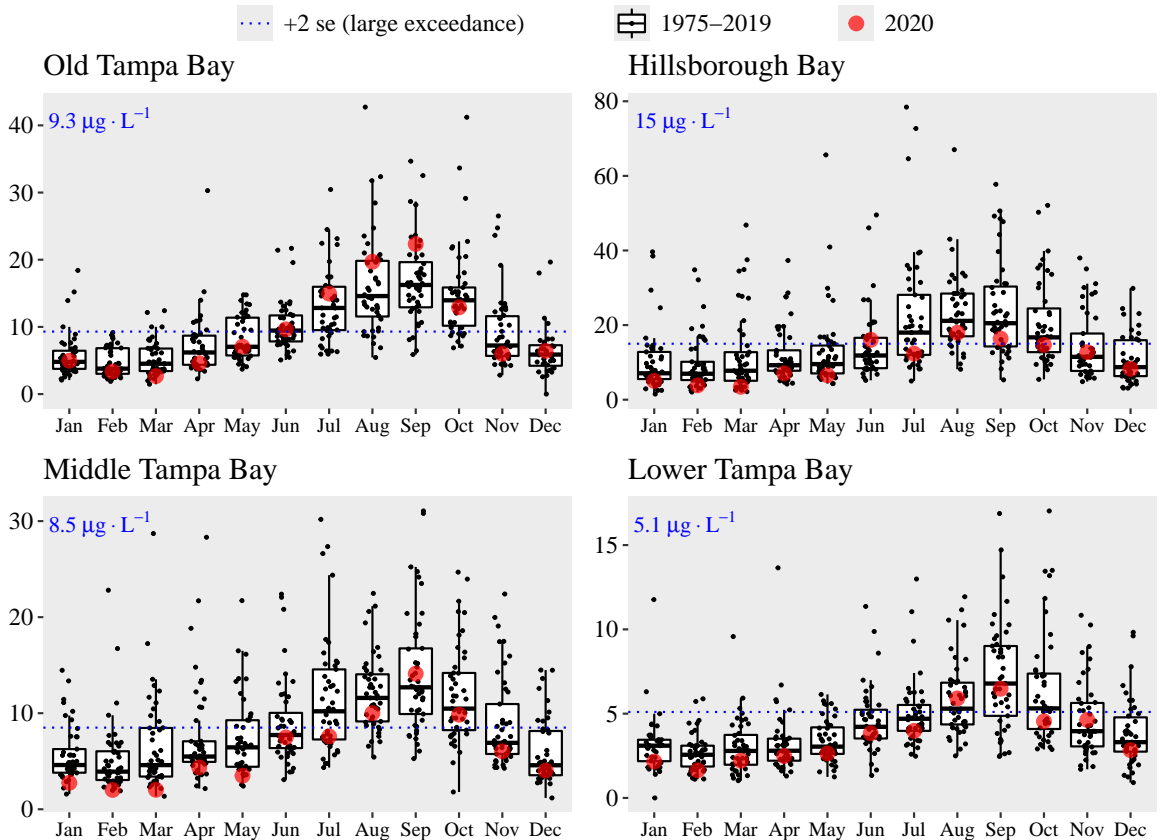 +2 se (large exceedance) 1975–2019 2020
Old Tampa Bay
9.3 μg · L⁻¹
40
30
20
10
0
Jan Feb Mar Apr May Jun Jul Aug Sep Oct Nov Dec
Hillsborough Bay
15 μg · L⁻¹
80
60
40
20
0
Jan Feb Mar Apr May Jun Jul Aug Sep Oct Nov Dec
Middle Tampa Bay
8.5 μg · L⁻¹
30
20
10
0
Jan Feb Mar Apr May Jun Jul Aug Sep Oct Nov Dec
Lower Tampa Bay
5.1 μg · L⁻¹
15
10
5
0
Jan Feb Mar Apr May Jun Jul Aug Sep Oct Nov Dec